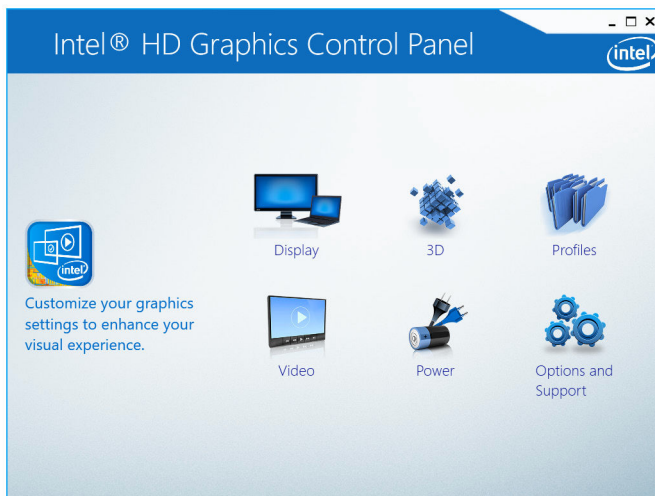 Intel® HD Graphics Control Panel
intel
Display
3D
Profiles
intel
Customize your graphics
settings to enhance your
visual experience.
Video
Power
Options and
Support